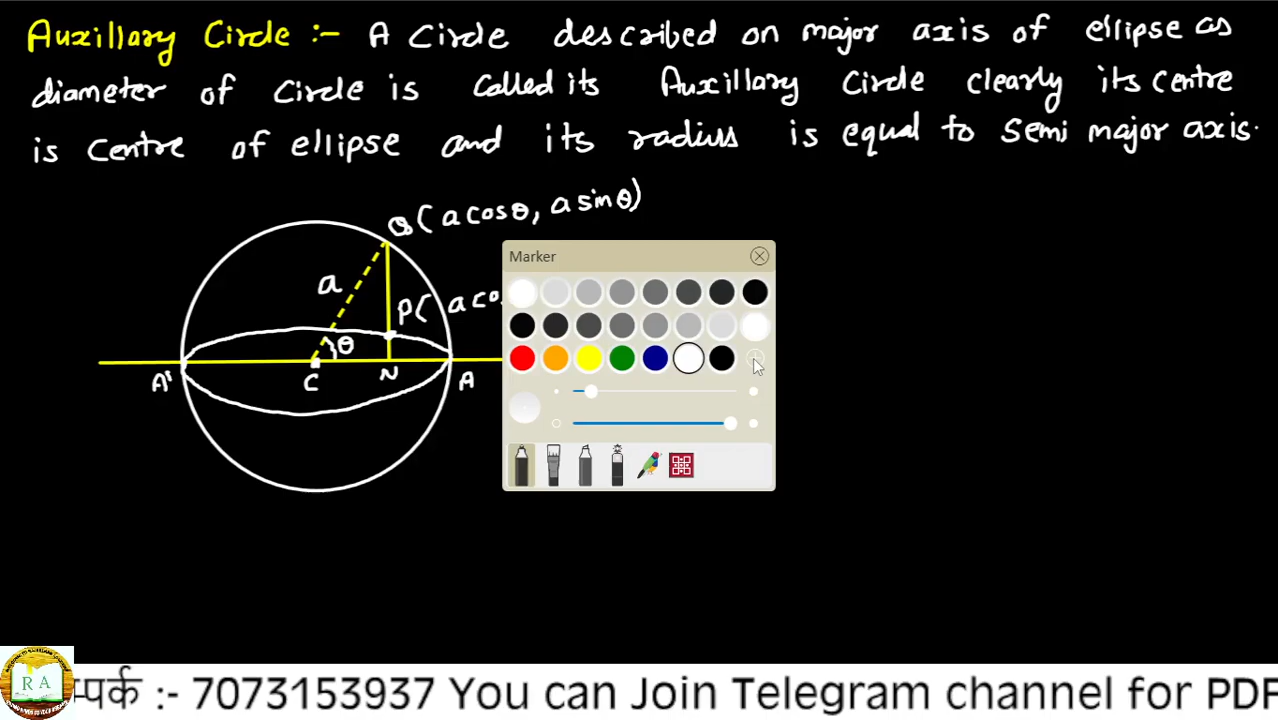 Auxillary Circle :- A Circle described on major axis of ellipse as
diameter of Circle is Called its Auxillary Circle clearly its Centre
is Centre of ellipse and its radius is equal to Semi major axis.
Q( a cosθ, a sinθ)
a
P( a co
θ
A' C N A
Marker
RA
म्पर्क :- 7073153937 You can Join Telegram channel for PDF